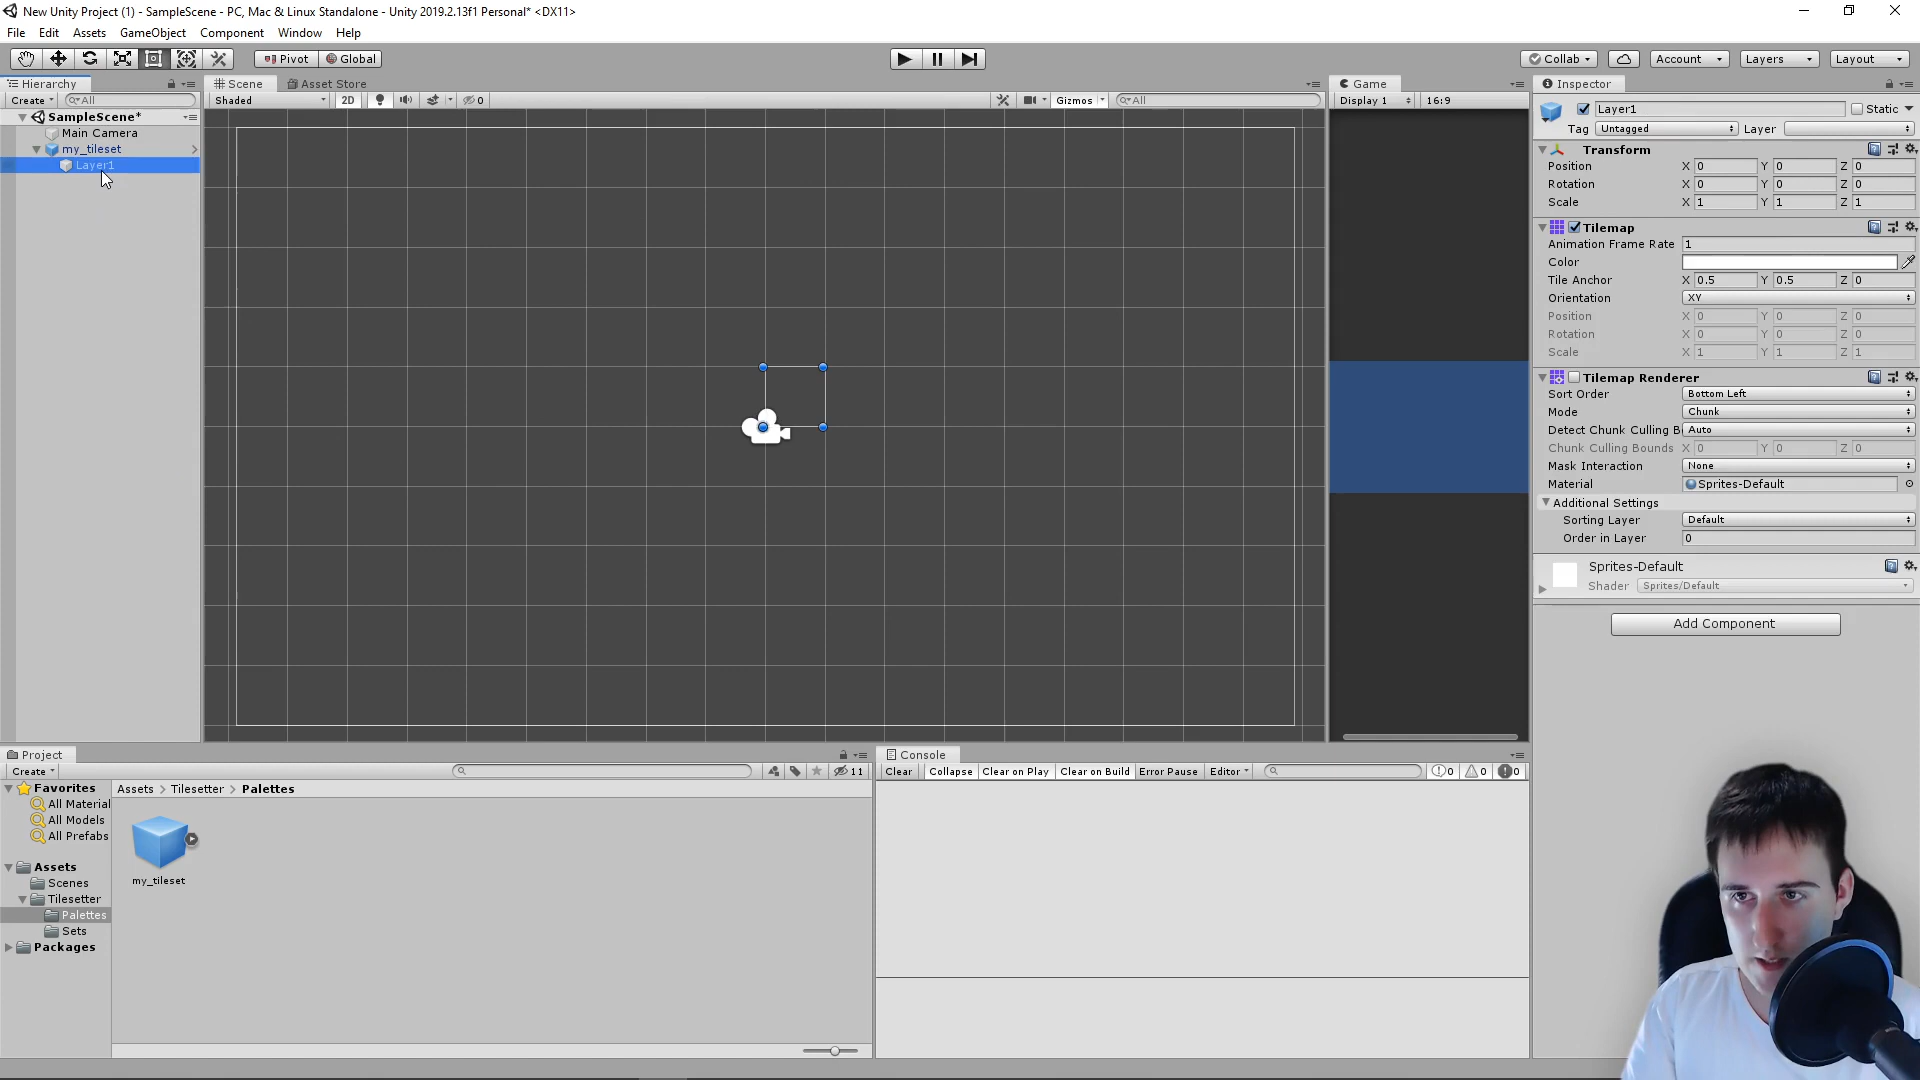 New Unity Project (1) - SampleScene - PC, Mac & Linux Standalone - Unity 2019.2.13f1 Personal* <DX11>
File Edit Assets GameObject Component Window Help
Pivot Global Collab Account Layers Layout
Hierarchy Scene Asset Store Game Inspector
Create All Shaded 2D 0 Gizmos All Display 1 16:9 Layer1 Static
SampleScene*
Main Camera
my_tileset
Layer1
Tag Untagged Layer
Transform
Position X 0 Y 0 Z 0
Rotation X 0 Y 0 Z 0
Scale X 1 Y 1 Z 1
Tilemap
Animation Frame Rate 1
Color
Tile Anchor X 0.5 Y 0.5 Z 0
Orientation XY
Position X 0 Y 0 Z 0
Rotation X 0 Y 0 Z 0
Scale X 1 Y 1 Z 1
Tilemap Renderer
Sort Order Bottom Left
Mode Chunk
Detect Chunk Culling B Auto
Chunk Culling Bounds X 0 Y 0 Z 0
Mask Interaction None
Material Sprites-Default
Additional Settings
Sorting Layer Default
Order in Layer 0
Sprites-Default
Shader Sprites/Default
Add Component
Project
Create 11
Favorites
All Material
All Models
All Prefabs
Assets
Scenes
Tilesetter
Palettes
Sets
Packages
Assets > Tilesetter > Palettes
my_tileset
Console
Clear Collapse Clear on Play Clear on Build Error Pause Editor 0 0 0